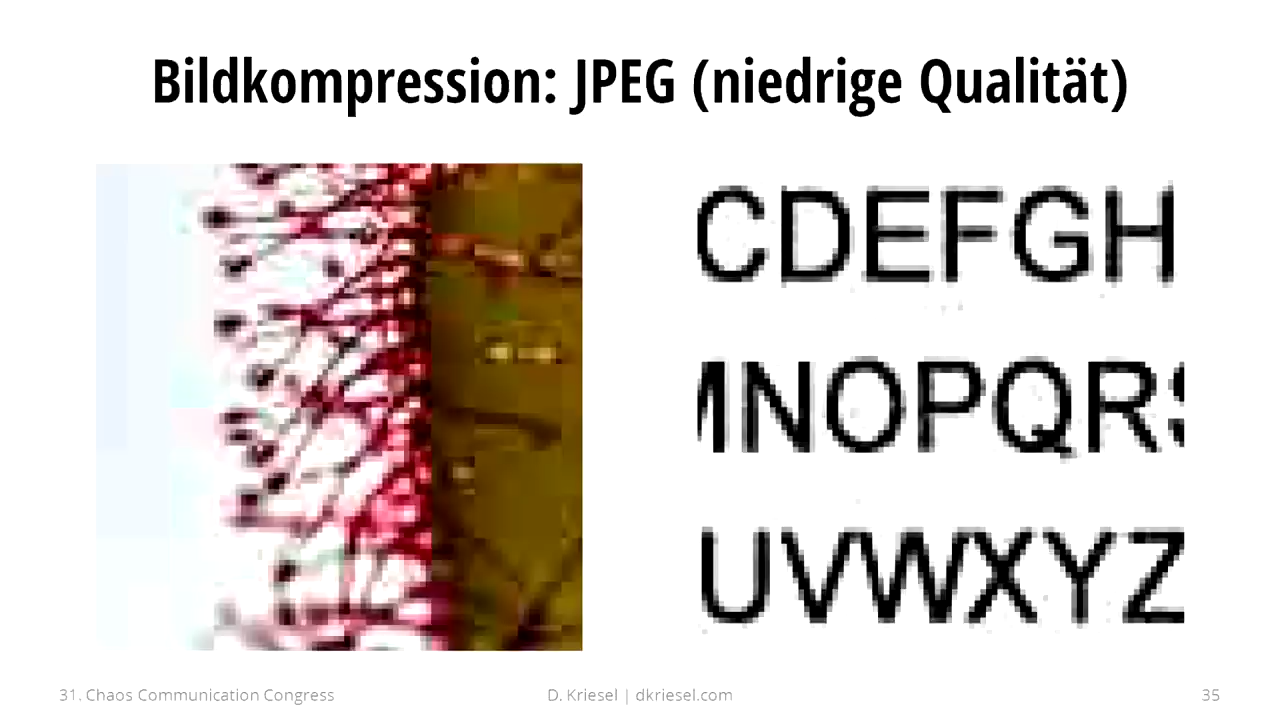 Bildkompression: JPEG (niedrige Qualität)
CDEFGH
MNOPQRS
UVWXYZ
31. Chaos Communication Congress
D. Kriesel | dkriesel.com
35